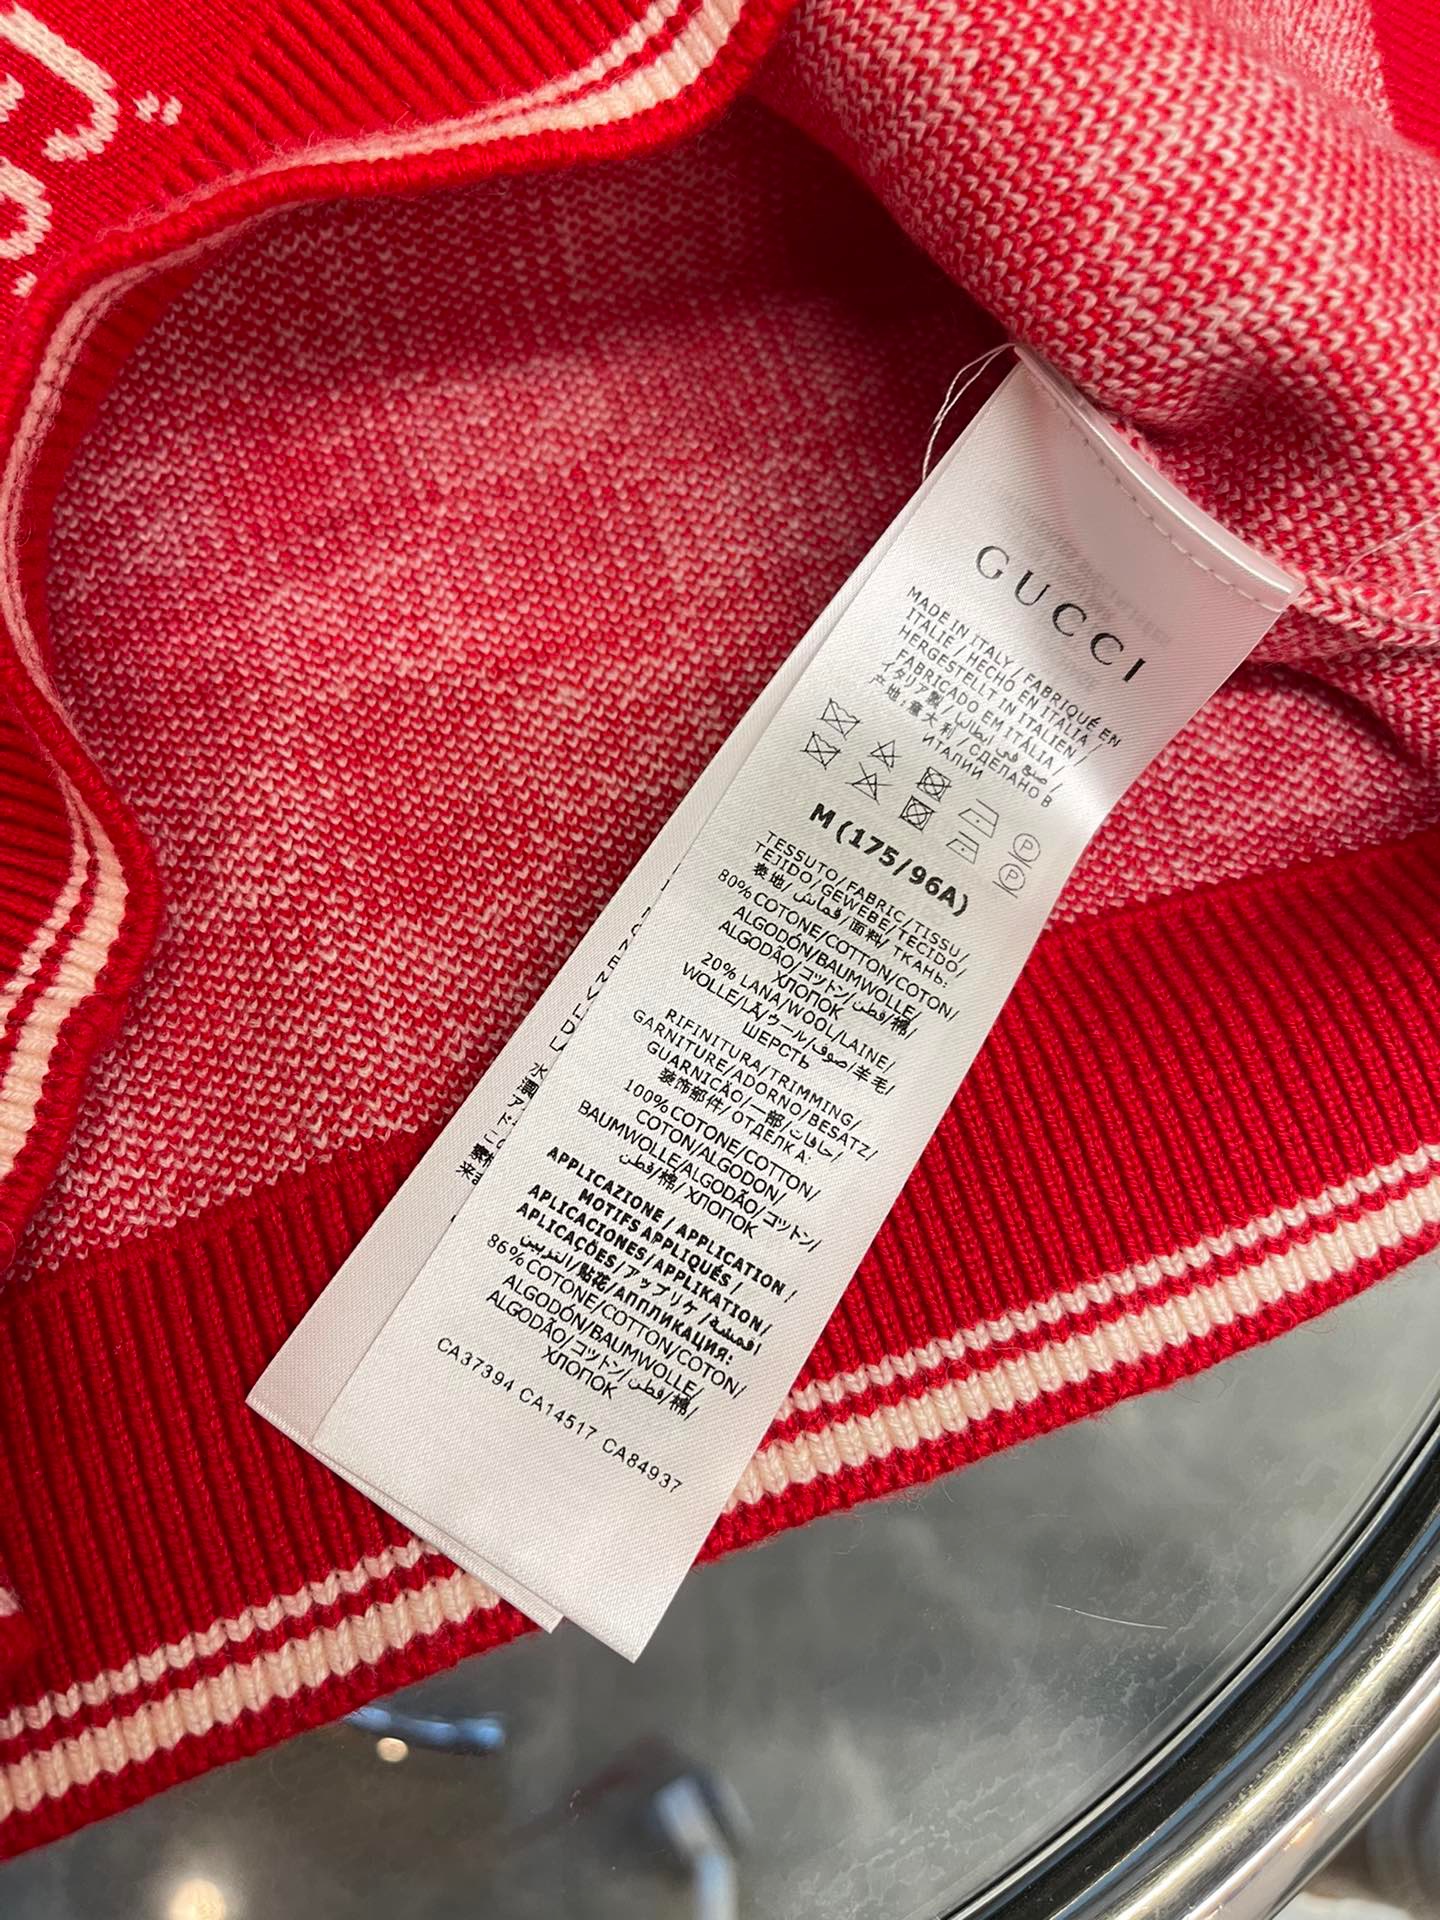 GUCCI
MADE IN ITALY / FABRIQUÉ EN
ITALIE / HECHO EN ITALIA /
HERGESTELLT IN ITALIEN /
FABRICADO EM ITÁLIA /
イタリア製 / صنع في ايطاليا /
产地:意大利 / СДЕЛАНО В
ИТАЛИИ
P
P
M (175/96A)
TESSUTO/FABRIC/TISSU/
TEJIDO/GEWEBE/TECIDO/
表地/ قماش/面料/ ТКАНЬ:
80% COTONE/COTTON/COTON/
ALGODÓN/BAUMWOLLE/
ALGODÃO/コットン/قطن/棉/
ХЛОПОК
20% LANA/WOOL/LAINE/
WOLLE/LÃ/ウール/صوف/羊毛/
ШЕРСТЬ
RIFINITURA/TRIMMING/
GARNITURE/ADORNO/BESATZ/
GUARNIÇÃO/一部/حافات/
装饰部件/ ОТДЕЛК А:
100% COTONE/COTTON/
COTON/ALGODON/
BAUMWOLLE/ALGODÃO/コットン/
قطن/棉/ ХЛОПОК
APPLICAZIONE / APPLICATION /
MOTIFS APPLIQUÉS /
APLICACIONES/APPLIKATION/
APLICAÇÕES/アップリケ /اقمشة
التزيين/貼花/АППЛИКАЦИЯ:
86% COTONE/COTTON/COTON/
ALGODÓN/BAUMWOLLE/
ALGODÃO/コットン/قطن/棉/
ХЛОПОК
CA37394 CA14517 CA84937